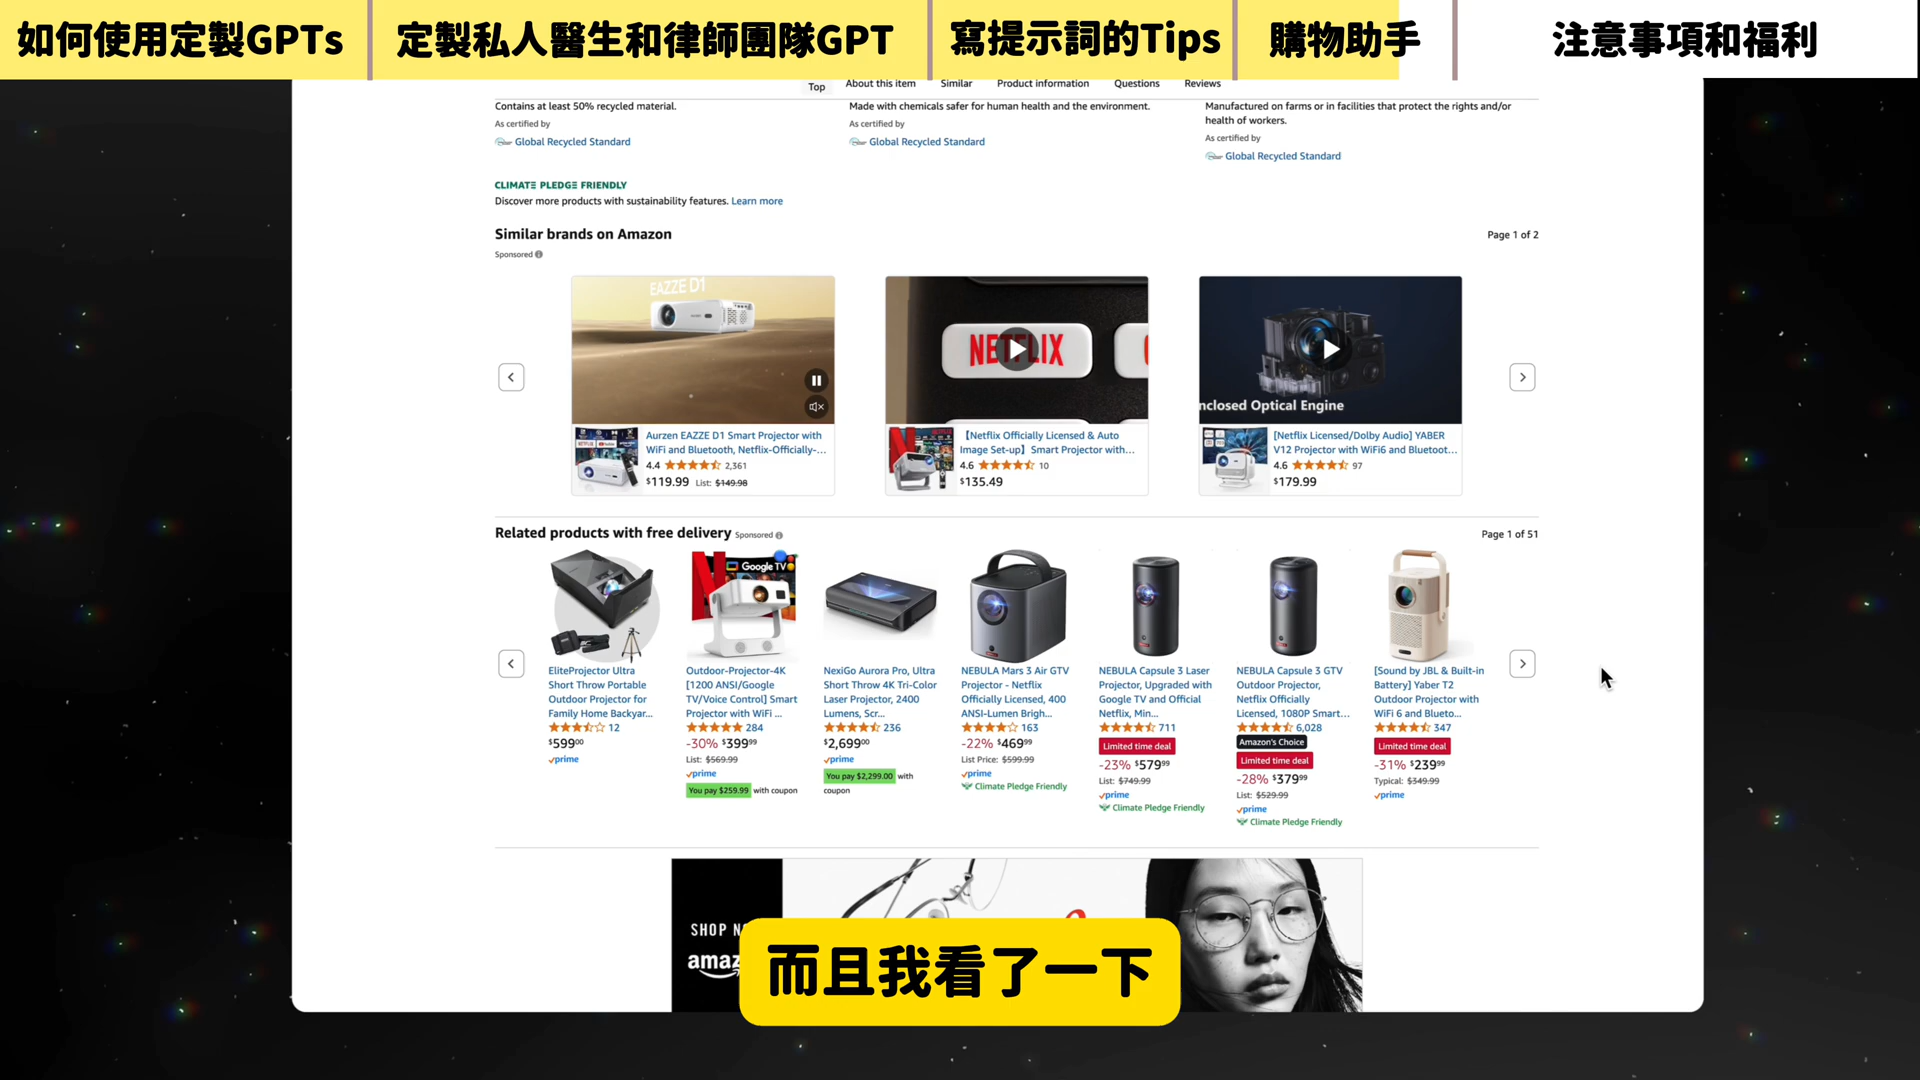 如何使用定製GPTs
定製私人醫生和律師團隊GPT
寫提示詞的Tips
購物助手
注意事項和福利
Top
About this item
Similar
Product information
Questions
Reviews
Contains at least 50% recycled material.
As certified by
Global Recycled Standard
Made with chemicals safer for human health and the environment.
As certified by
Global Recycled Standard
Manufactured on farms or in facilities that protect the rights and/or
health of workers.
As certified by
Global Recycled Standard
CLIMATE PLEDGE FRIENDLY
Discover more products with sustainability features. Learn more
Similar brands on Amazon
Page 1 of 2
Sponsored
EAZZE D1
Aurzen EAZZE D1 Smart Projector with
WiFi and Bluetooth, Netflix-Officially-...
4.4 2,361
$119.99 List: $149.98
NETFLIX
【Netflix Officially Licensed & Auto
Image Set-up】Smart Projector with...
4.6 10
$135.49
nclosed Optical Engine
[Netflix Licensed/Dolby Audio] YABER
V12 Projector with WiFi6 and Bluetoot...
4.6 97
$179.99
Related products with free delivery Sponsored
Page 1 of 51
EliteProjector Ultra
Short Throw Portable
Outdoor Projector for
Family Home Backyar...
12
$59900
prime
Google TV
Outdoor-Projector-4K
[1200 ANSI/Google
TV/Voice Control] Smart
Projector with WiFi ...
284
-30% $39999
List: $569.99
prime
You pay $259.99 with coupon
NexiGo Aurora Pro, Ultra
Short Throw 4K Tri-Color
Laser Projector, 2400
Lumens, Scr...
236
$2,69900
prime
You pay $2,299.00 with
coupon
NEBULA Mars 3 Air GTV
Projector - Netflix
Officially Licensed, 400
ANSI-Lumen Brigh...
163
-22% $46999
List Price: $599.99
prime
Climate Pledge Friendly
NEBULA Capsule 3 Laser
Projector, Upgraded with
Google TV and Official
Netflix, Min...
711
Limited time deal
-23% $57999
List: $749.99
prime
Climate Pledge Friendly
NEBULA Capsule 3 GTV
Outdoor Projector,
Netflix Officially
Licensed, 1080P Smart...
6,028
Amazon's Choice
Limited time deal
-28% $37999
List: $529.99
prime
Climate Pledge Friendly
[Sound by JBL & Built-in
Battery] Yaber T2
Outdoor Projector with
WiFi 6 and Blueto...
347
Limited time deal
-31% $23999
Typical: $349.99
prime
SHOP N
amaz
而且我看了一下